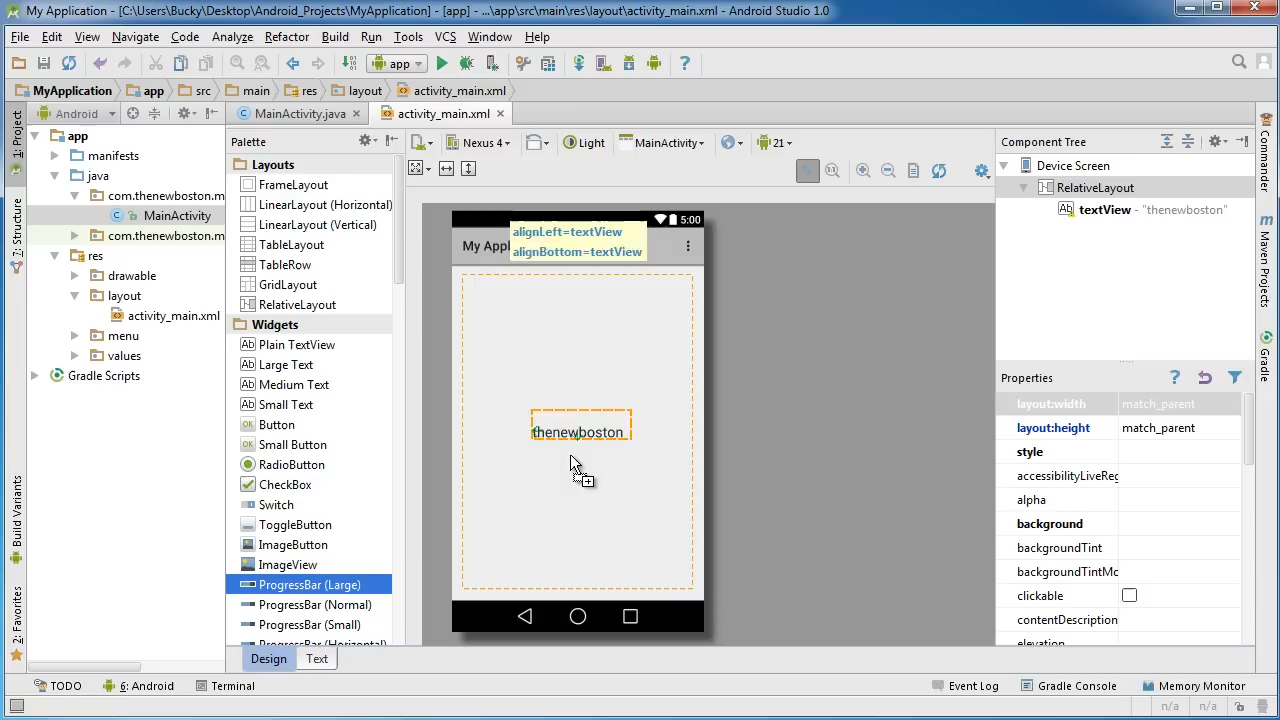 MyApplication - [C:\Users\Bucky\Desktop\Android_Projects\MyApplication] - [app] - ...\app\src\main\res\layout\activity_main.xml - Android Studio 1.0
File Edit View Navigate Code Analyze Refactor Build Run Tools VCS Window Help
app
MyApplication app src main res layout activity_main.xml
1: Project
7: Structure
Build Variants
2: Favorites
Android
app
manifests
java
com.thenewboston.m
MainActivity
com.thenewboston.m
res
drawable
layout
activity_main.xml
menu
values
Gradle Scripts
MainActivity.java activity_main.xml
Palette
Layouts
FrameLayout
LinearLayout (Horizontal)
LinearLayout (Vertical)
TableLayout
TableRow
GridLayout
RelativeLayout
Widgets
Plain TextView
Large Text
Medium Text
Small Text
Button
Small Button
RadioButton
CheckBox
Switch
ToggleButton
ImageButton
ImageView
ProgressBar (Large)
ProgressBar (Normal)
ProgressBar (Small)
ProgressBar (Horizontal)
Design Text
Nexus 4 Light MainActivity 21
5:00
My Appl
alignLeft=textView
alignBottom=textView
thenewboston
Component Tree
Device Screen
RelativeLayout
textView - "thenewboston"
Properties
layout:width match_parent
layout:height match_parent
style
accessibilityLiveReg
alpha
background
backgroundTint
backgroundTintMo
clickable
contentDescription
elevation
Commander
Maven Projects
Gradle
TODO 6: Android Terminal Event Log Gradle Console Memory Monitor
n/a n/a